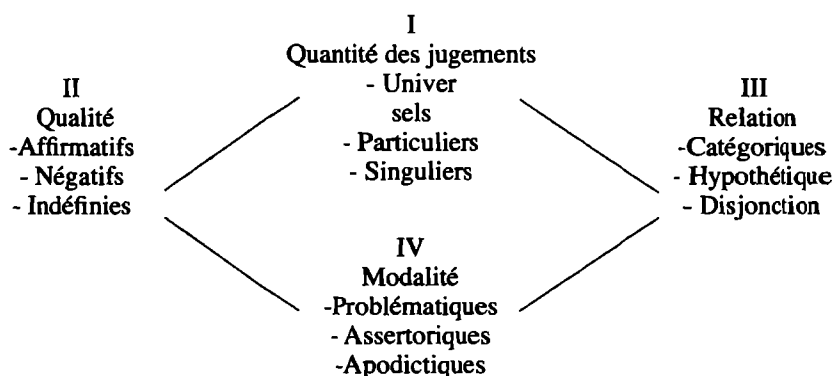 I
Quantité des jugements
- Univer
sels
- Particuliers
- Singuliers
II
Qualité
-Affirmatifs
- Négatifs
- Indéfinies
III
Relation
-Catégoriques
- Hypothétique
- Disjonction
IV
Modalité
-Problématiques
- Assertoriques
-Apodictiques